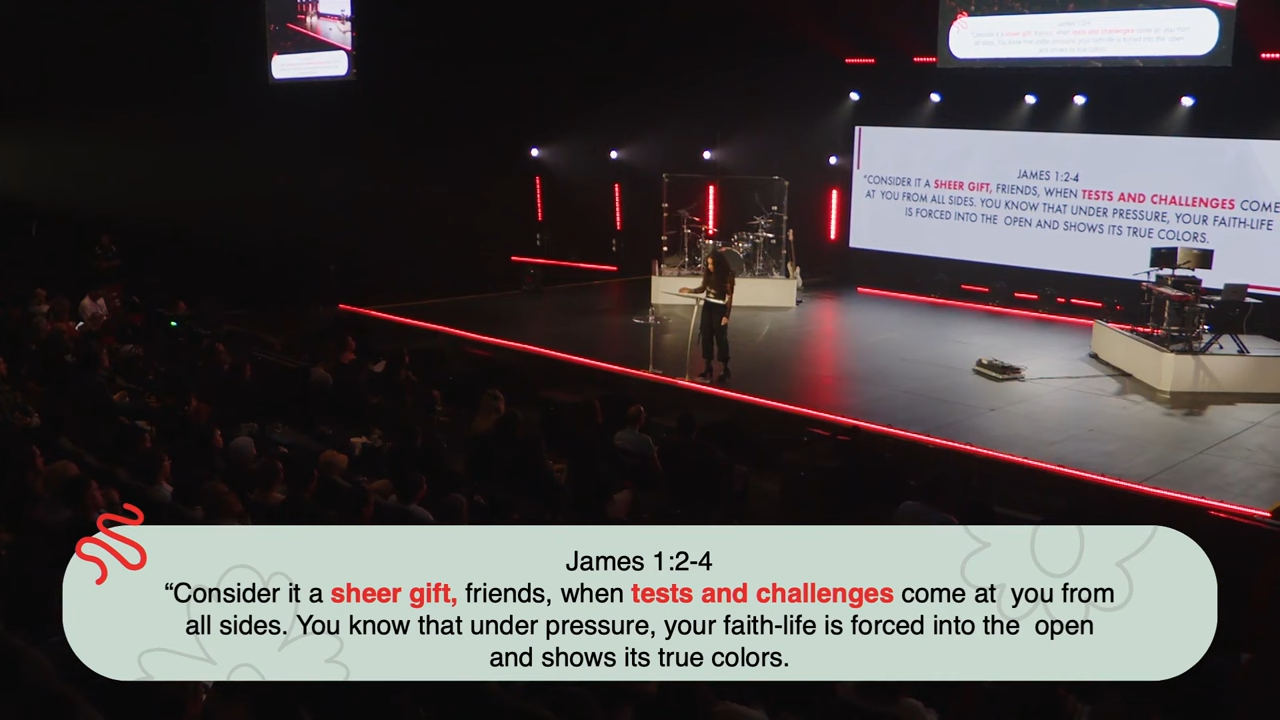 JAMES 1:2-4
“CONSIDER IT A SHEER GIFT, FRIENDS, WHEN TESTS AND CHALLENGES COME
AT YOU FROM ALL SIDES. YOU KNOW THAT UNDER PRESSURE, YOUR FAITH-LIFE
IS FORCED INTO THE OPEN AND SHOWS ITS TRUE COLORS.
James 1:2-4
“Consider it a sheer gift, friends, when tests and challenges come at you from
all sides. You know that under pressure, your faith-life is forced into the open
and shows its true colors.